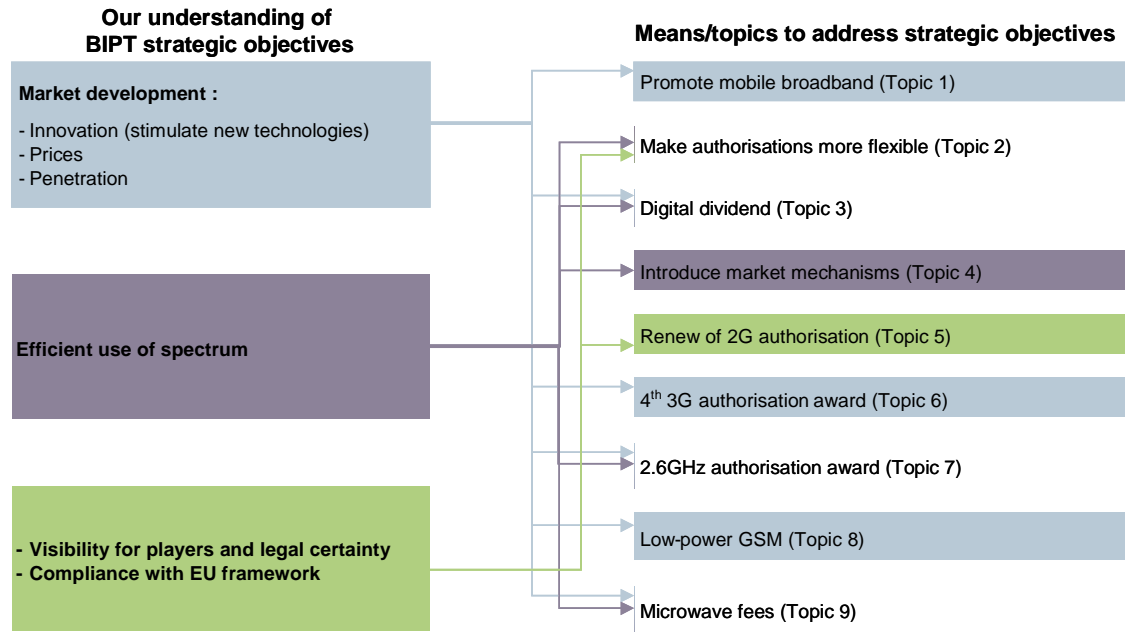 Our understanding of
BIPT strategic objectives
Market development :
- Innovation (stimulate new technologies)
- Prices
- Penetration
Efficient use of spectrum
- Visibility for players and legal certainty
- Compliance with EU framework
Means/topics to address strategic objectives
Promote mobile broadband (Topic 1)
Make authorisations more flexible (Topic 2)
Digital dividend (Topic 3)
Introduce market mechanisms (Topic 4)
Renew of 2G authorisation (Topic 5)
4th 3G authorisation award (Topic 6)
2.6GHz authorisation award (Topic 7)
Low-power GSM (Topic 8)
Microwave fees (Topic 9)